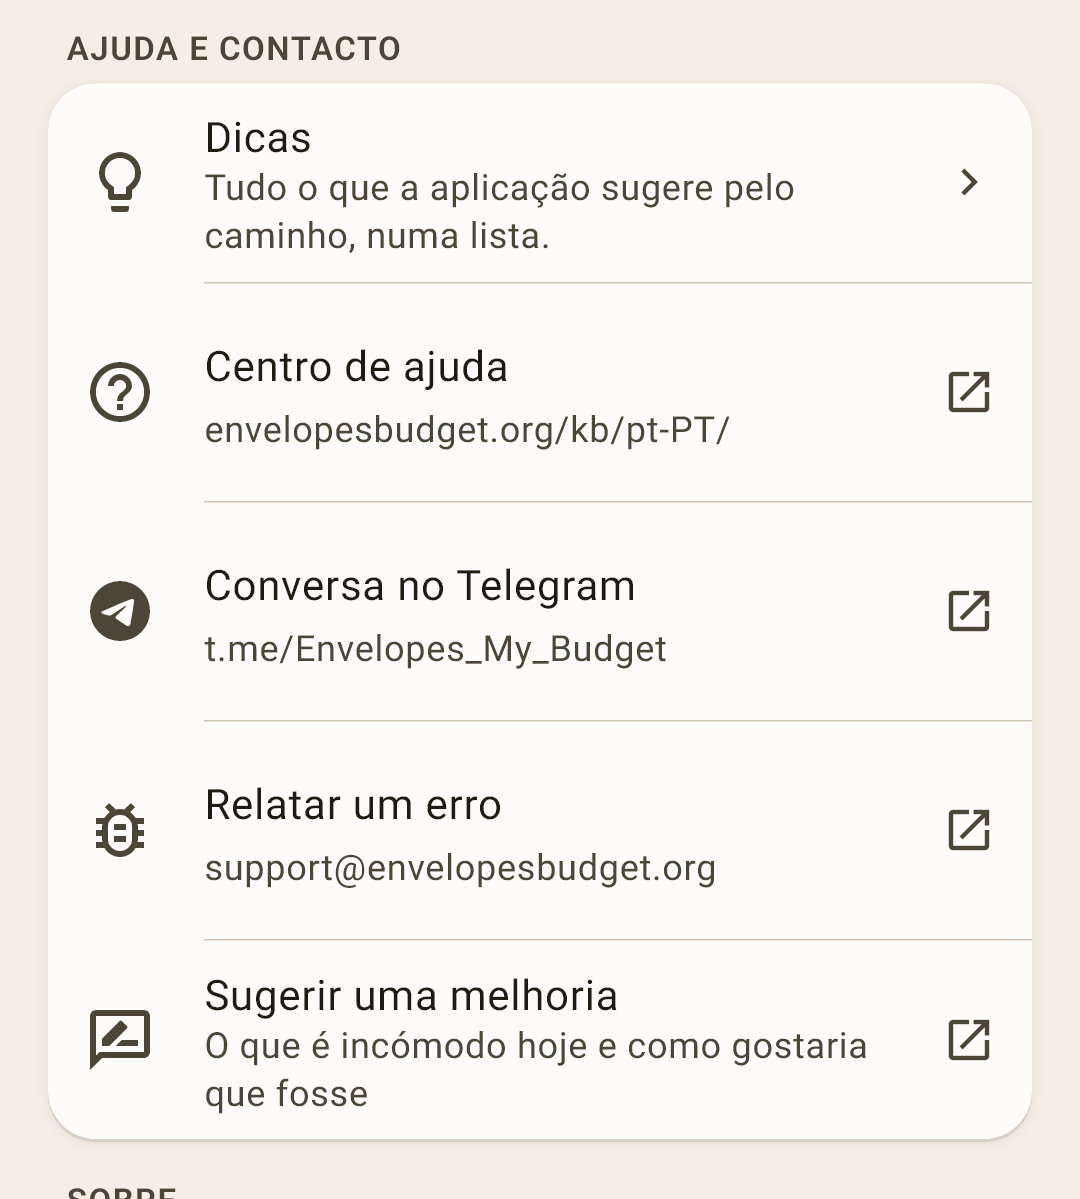 AJUDA E CONTACTO
Dicas
Tudo o que a aplicação sugere pelo
caminho, numa lista.
Centro de ajuda
envelopesbudget.org/kb/pt-PT/
Conversa no Telegram
t.me/Envelopes_My_Budget
Relatar um erro
support@envelopesbudget.org
Sugerir uma melhoria
O que é incómodo hoje e como gostaria
que fosse
SOBRE